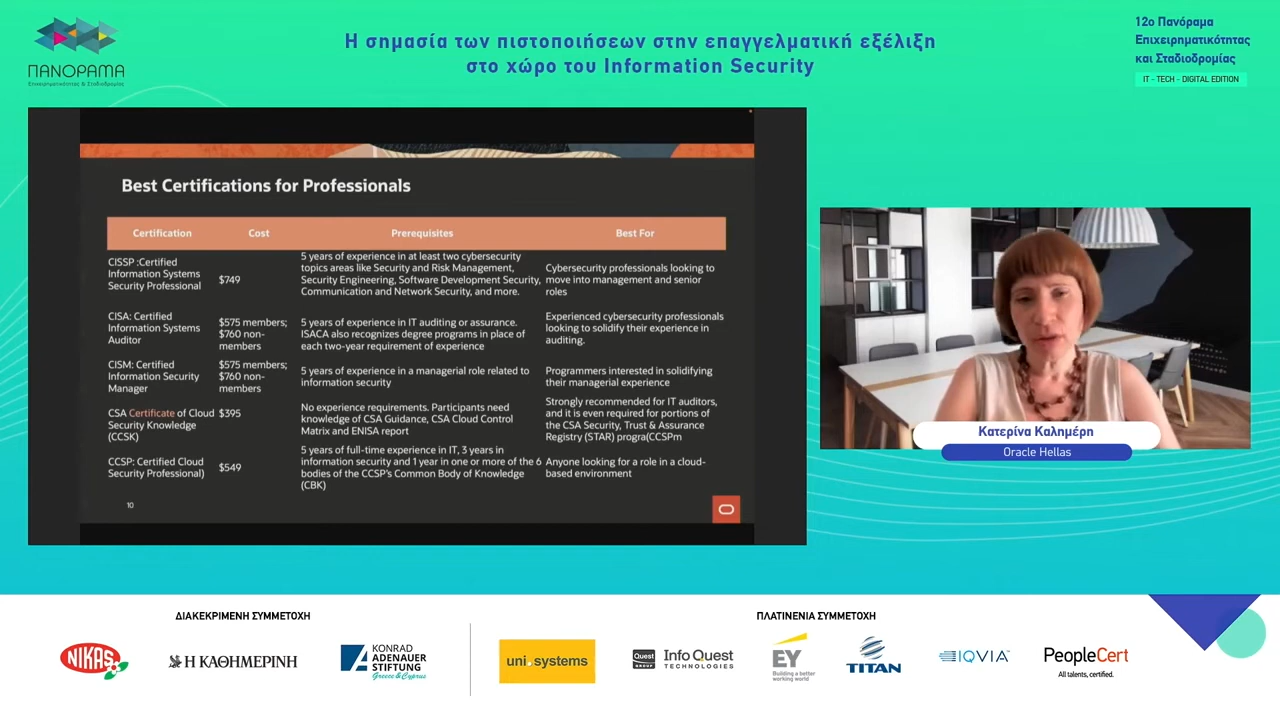 ΠΑΝΟΡΑΜΑ
Επιχειρηματικότητας & Σταδιοδρομίας
Η σημασία των πιστοποιήσεων στην επαγγελματική εξέλιξη
στο χώρο του Information Security
12ο Πανόραμα
Επιχειρηματικότητας
και Σταδιοδρομίας
IT - TECH - DIGITAL EDITION
Best Certifications for Professionals
Certification Cost Prerequisites Best For
CISSP :Certified
Information Systems
Security Professional
$749
5 years of experience in at least two cybersecurity
topics areas like Security and Risk Management,
Security Engineering, Software Development Security,
Communication and Network Security, and more.
Cybersecurity professionals looking to
move into management and senior
roles
CISA: Certified
Information Systems
Auditor
$575 members;
$760 non-
members
5 years of experience in IT auditing or assurance.
ISACA also recognizes degree programs in place of
each two-year requirement of experience
Experienced cybersecurity professionals
looking to solidify their experience in
auditing.
CISM: Certified
Information Security
Manager
$575 members;
$760 non-
members
5 years of experience in a managerial role related to
information security
Programmers interested in solidifying
their managerial experience
CSA Certificate of Cloud
Security Knowledge
(CCSK)
$395
No experience requirements. Participants need
knowledge of CSA Guidance, CSA Cloud Control
Matrix and ENISA report
Strongly recommended for IT auditors,
and it is even required for portions of
the CSA Security, Trust & Assurance
Registry (STAR) progra(CCSPm
CCSP: Certified Cloud
Security Professional)
$549
5 years of full-time experience in IT, 3 years in
information security and 1 year in one or more of the 6
bodies of the CCSP's Common Body of Knowledge
(CBK)
Anyone looking for a role in a cloud-
based environment
10
Κατερίνα Καλημέρη
Oracle Hellas
ΔΙΑΚΕΚΡΙΜΕΝΗ ΣΥΜΜΕΤΟΧΗ
ΠΛΑΤΙΝΕΝΙΑ ΣΥΜΜΕΤΟΧΗ
NIKAS
Η ΚΑΘΗΜΕΡΙΝΗ
KONRAD
ADENAUER
STIFTUNG
Greece & Cyprus
uni.systems
Quest
GROUP
Info Quest
TECHNOLOGIES
EY
Building a better
working world
TITAN
IQVIA
PeopleCert
All talents, certified.